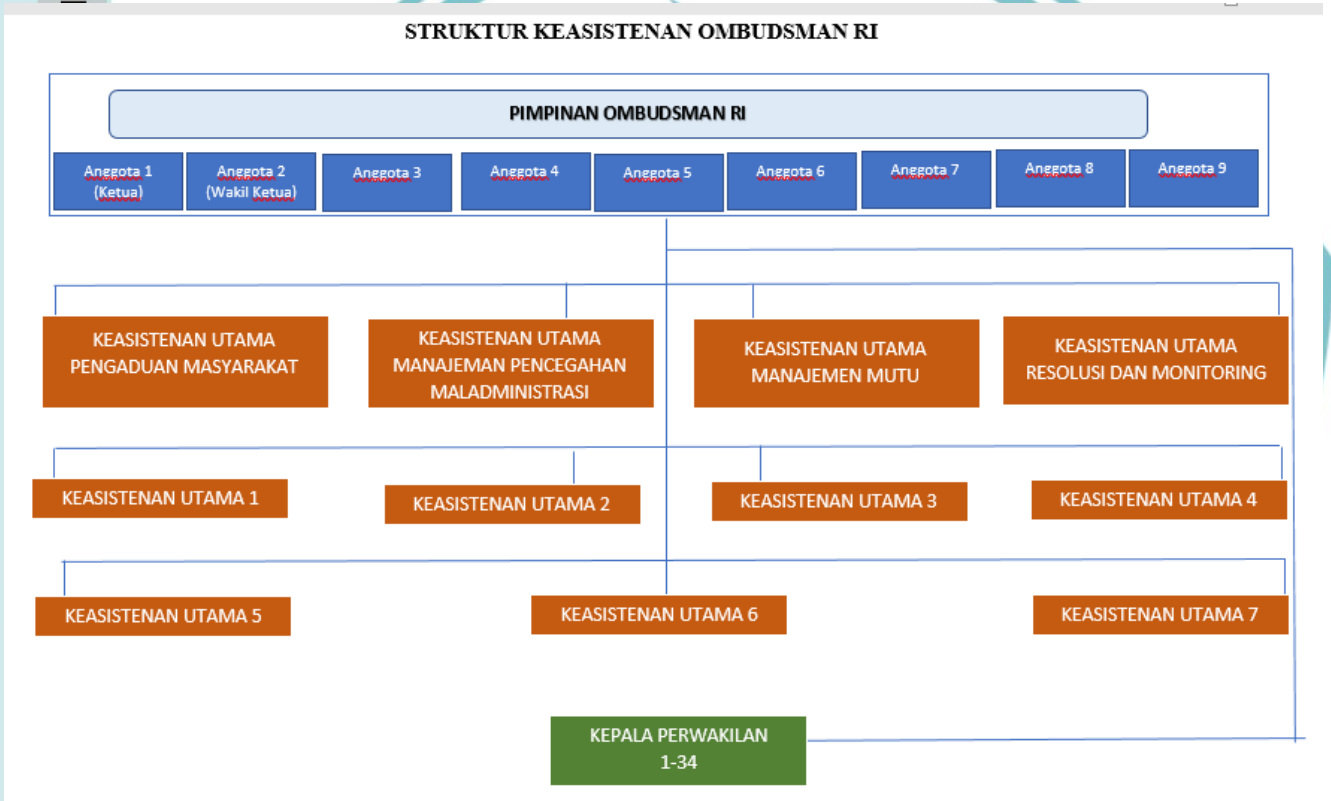 STRUKTUR KEASISTENAN OMBUDSMAN RI
PIMPINAN OMBUDSMAN RI
Anggota 1
(Ketua)
Anggota 2
(Wakil Ketua)
Anggota 3
Anggota 4
Anggota 5
Anggota 6
Anggota 7
Anggota 8
Anggota 9
KEASISTENAN UTAMA
PENGADUAN MASYARAKAT
KEASISTENAN UTAMA
MANAJEMAN PENCEGAHAN
MALADMINISTRASI
KEASISTENAN UTAMA
MANAJEMEN MUTU
KEASISTENAN UTAMA
RESOLUSI DAN MONITORING
KEASISTENAN UTAMA 1
KEASISTENAN UTAMA 2
KEASISTENAN UTAMA 3
KEASISTENAN UTAMA 4
KEASISTENAN UTAMA 5
KEASISTENAN UTAMA 6
KEASISTENAN UTAMA 7
KEPALA PERWAKILAN
1-34